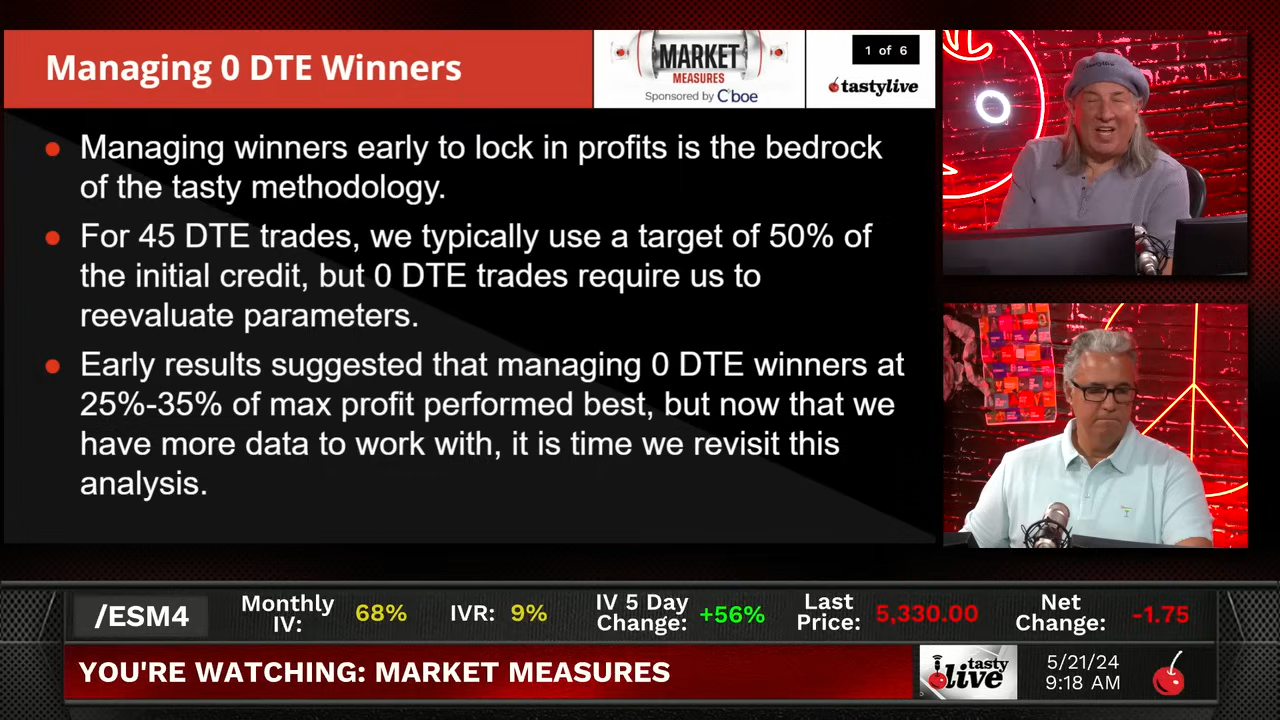 Managing 0 DTE Winners
MARKET
MEASURES
Sponsored by Cboe
1 of 6
tastylive
Managing winners early to lock in profits is the bedrock
of the tasty methodology.
For 45 DTE trades, we typically use a target of 50% of
the initial credit, but 0 DTE trades require us to
reevaluate parameters.
Early results suggested that managing 0 DTE winners at
25%-35% of max profit performed best, but now that we
have more data to work with, it is time we revisit this
analysis.
/ESM4
Monthly
IV:
68%
IVR:
9%
IV 5 Day
Change:
+56%
Last
Price:
5,330.00
Net
Change:
-1.75
YOU'RE WATCHING: MARKET MEASURES
tasty
live
5/21/24
9:18 AM